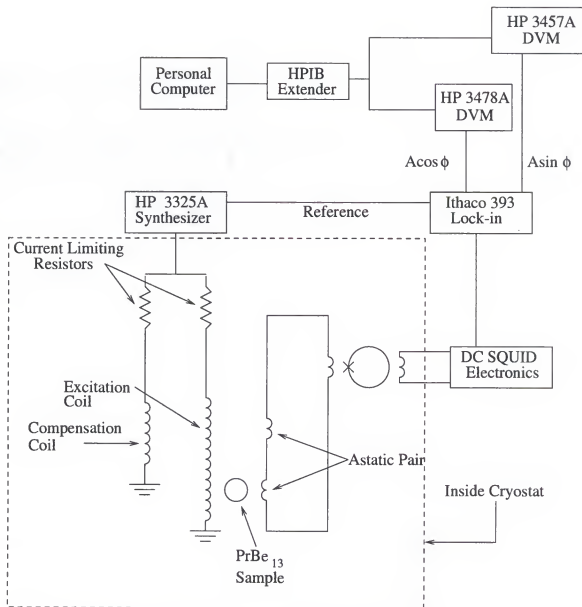 HP 3457A
DVM
Personal
Computer
HPIB
Extender
HP 3478A
DVM
Acos ϕ
Asin ϕ
HP 3325A
Synthesizer
Reference
Ithaco 393
Lock-in
Current Limiting
Resistors
DC SQUID
Electronics
Excitation
Coil
Compensation
Coil
Astatic Pair
Inside Cryostat
PrBe13
Sample